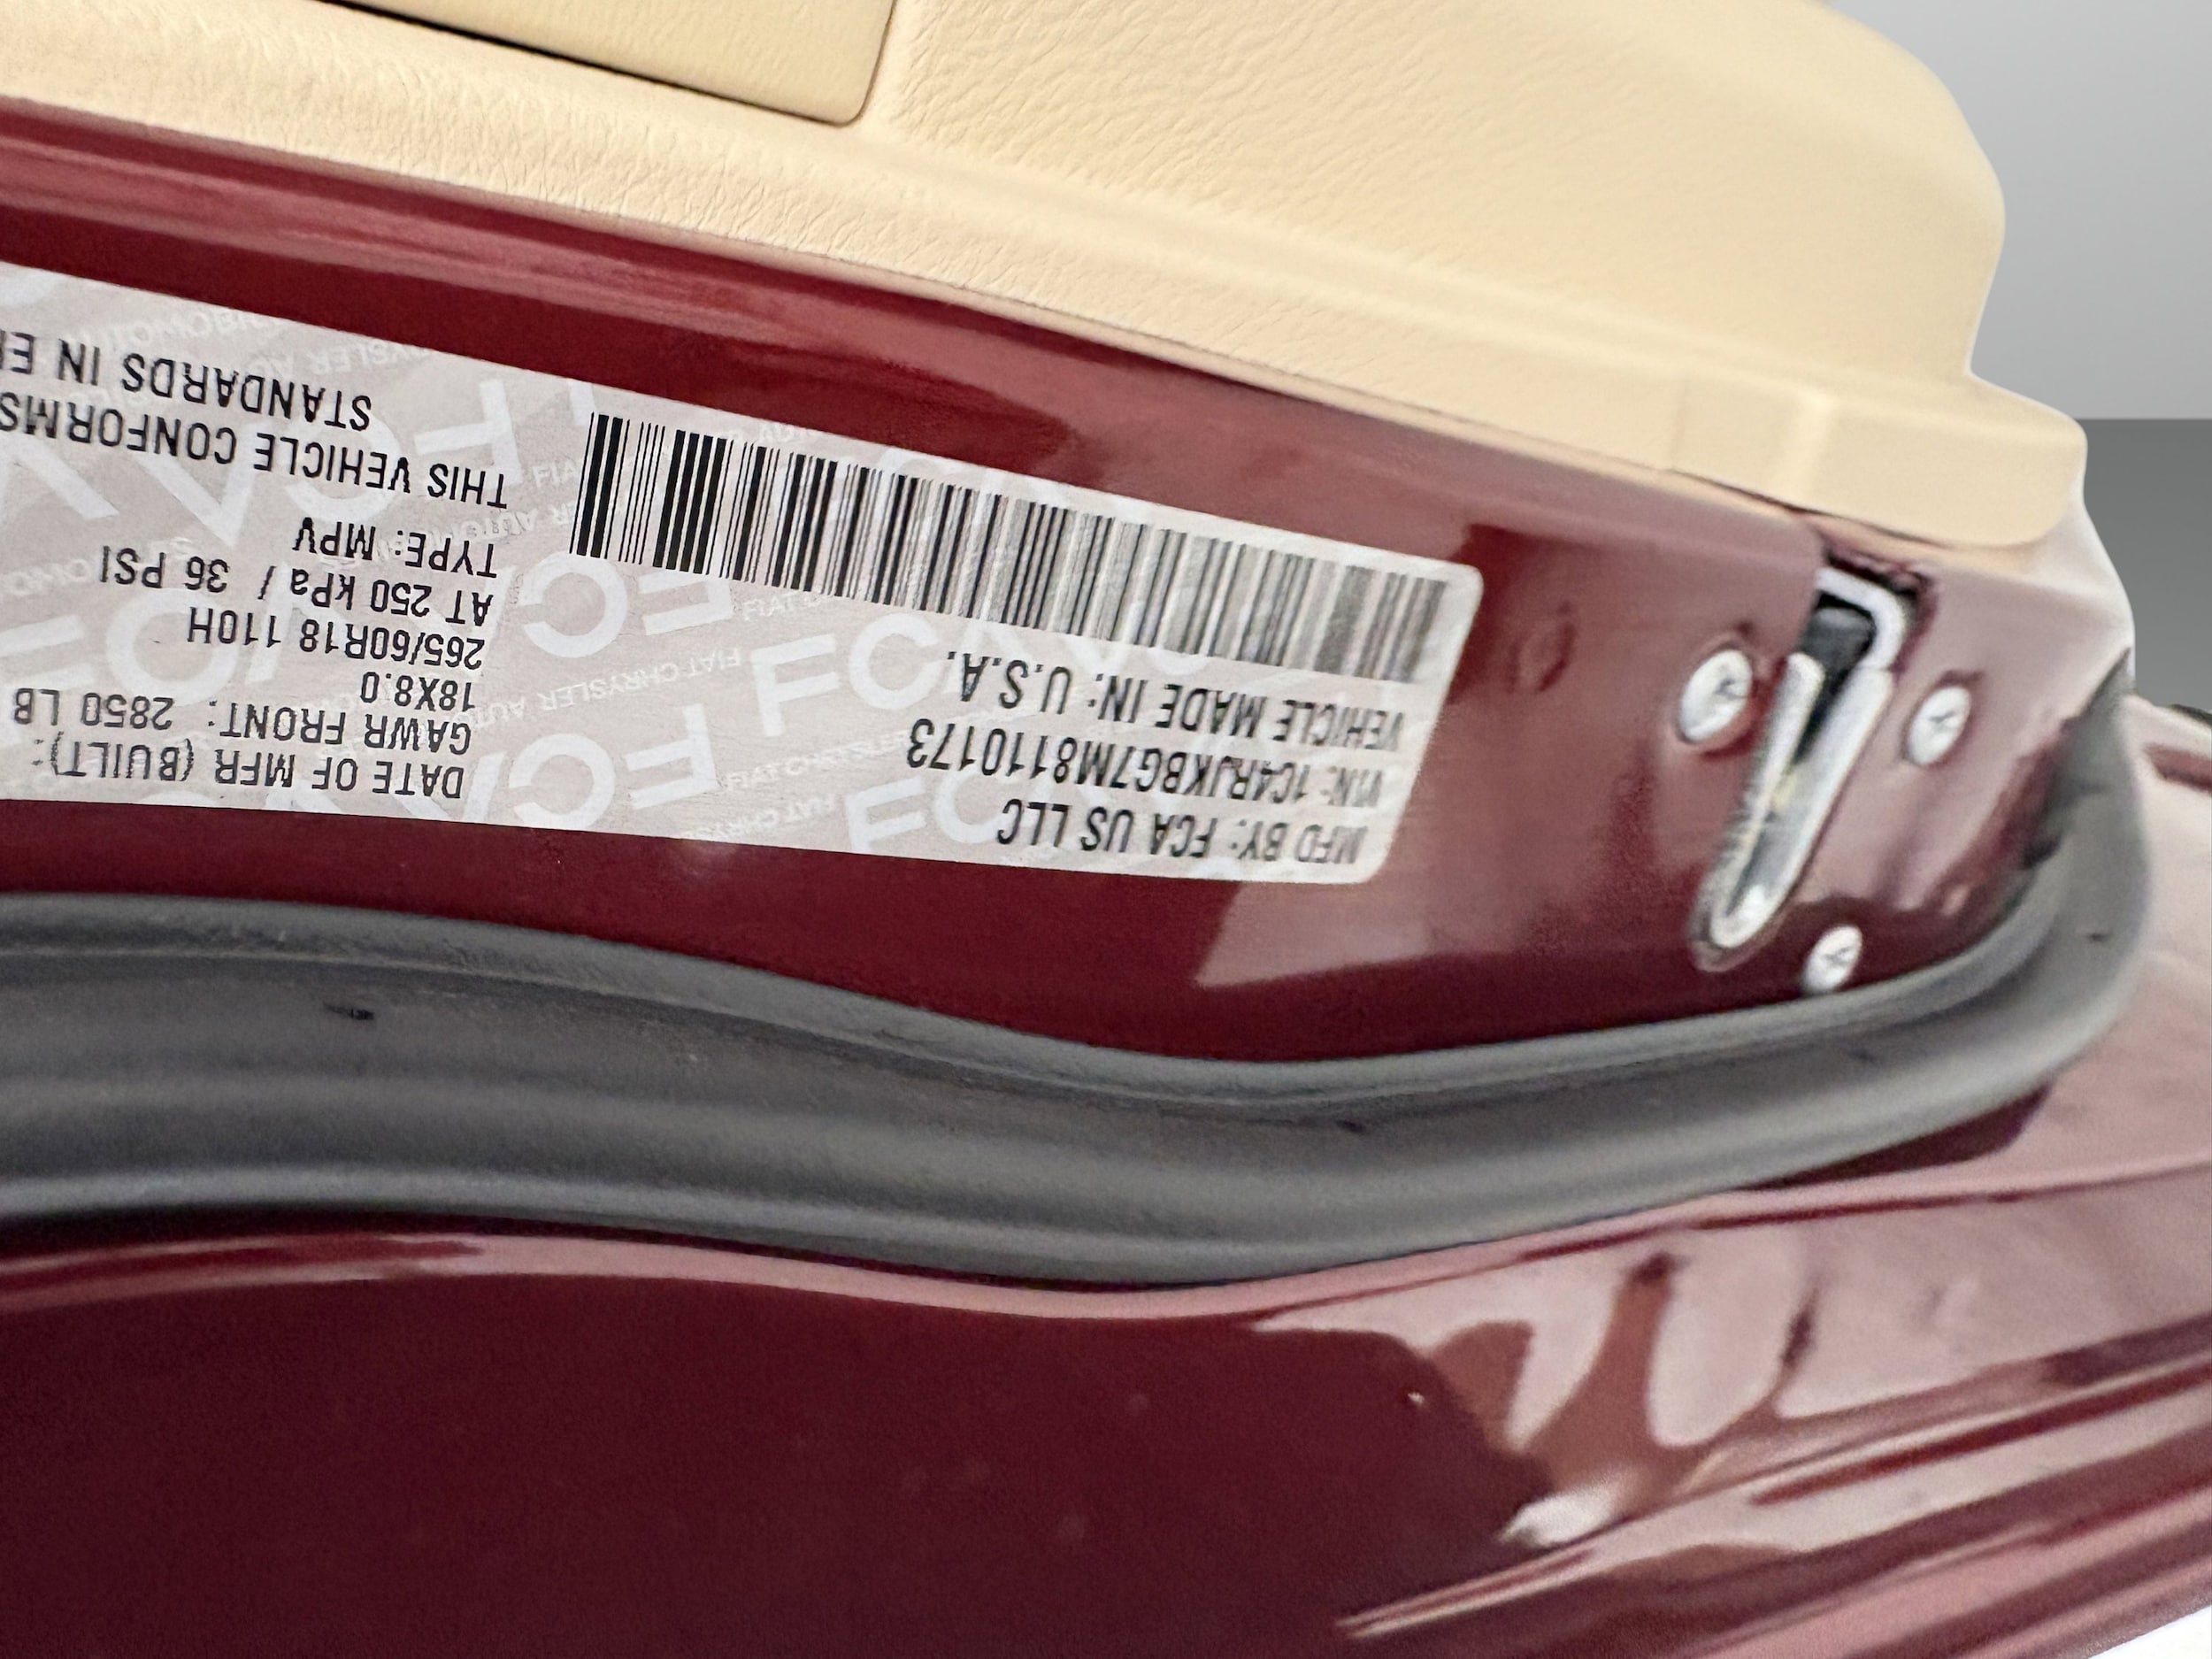 MFD BY: FCA US LLC
VIN: 1C4RJKBG7M8110173
VEHICLE MADE IN: U.S.A.
DATE OF MFR (BUILT):
GAWR FRONT: 2850 LB
18X8.0
265/60R18 110H
AT 250 kPa / 36 PSI
TYPE: MPV
THIS VEHICLE CONFORMS
STANDARDS IN